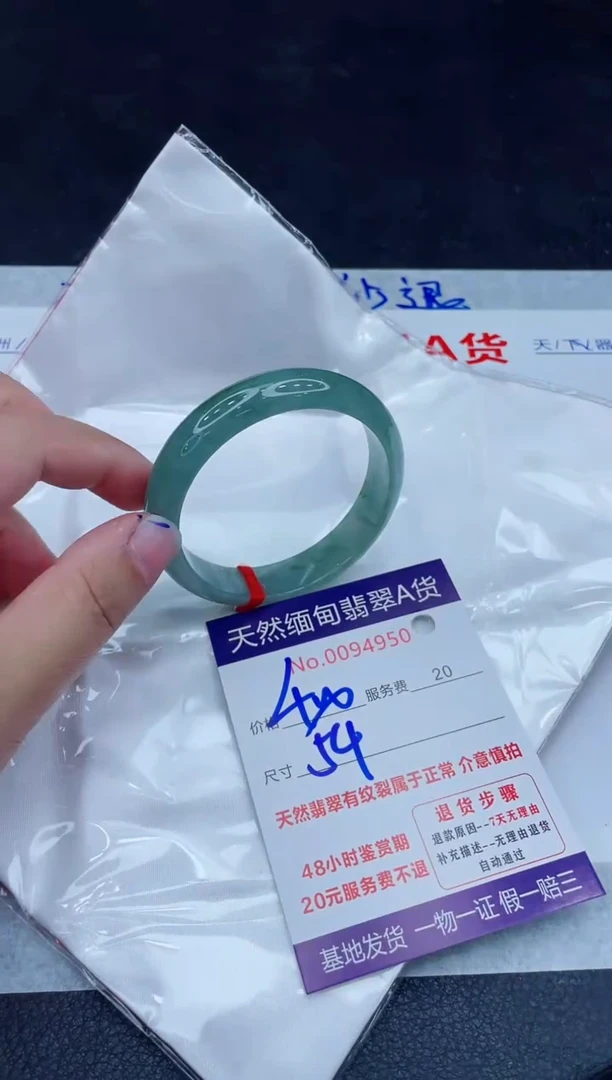 沙退
A货
天然缅甸翡翠A货
No.0094950
价格 400 服务费 20
尺寸 54
天然翡翠有纹裂属于正常 介意慎拍
48小时鉴赏期
20元服务费不退
退货步骤
退款原因--7天无理由
补充描述--无理由退货
自动通过
基地发货 一物一证 假一赔三